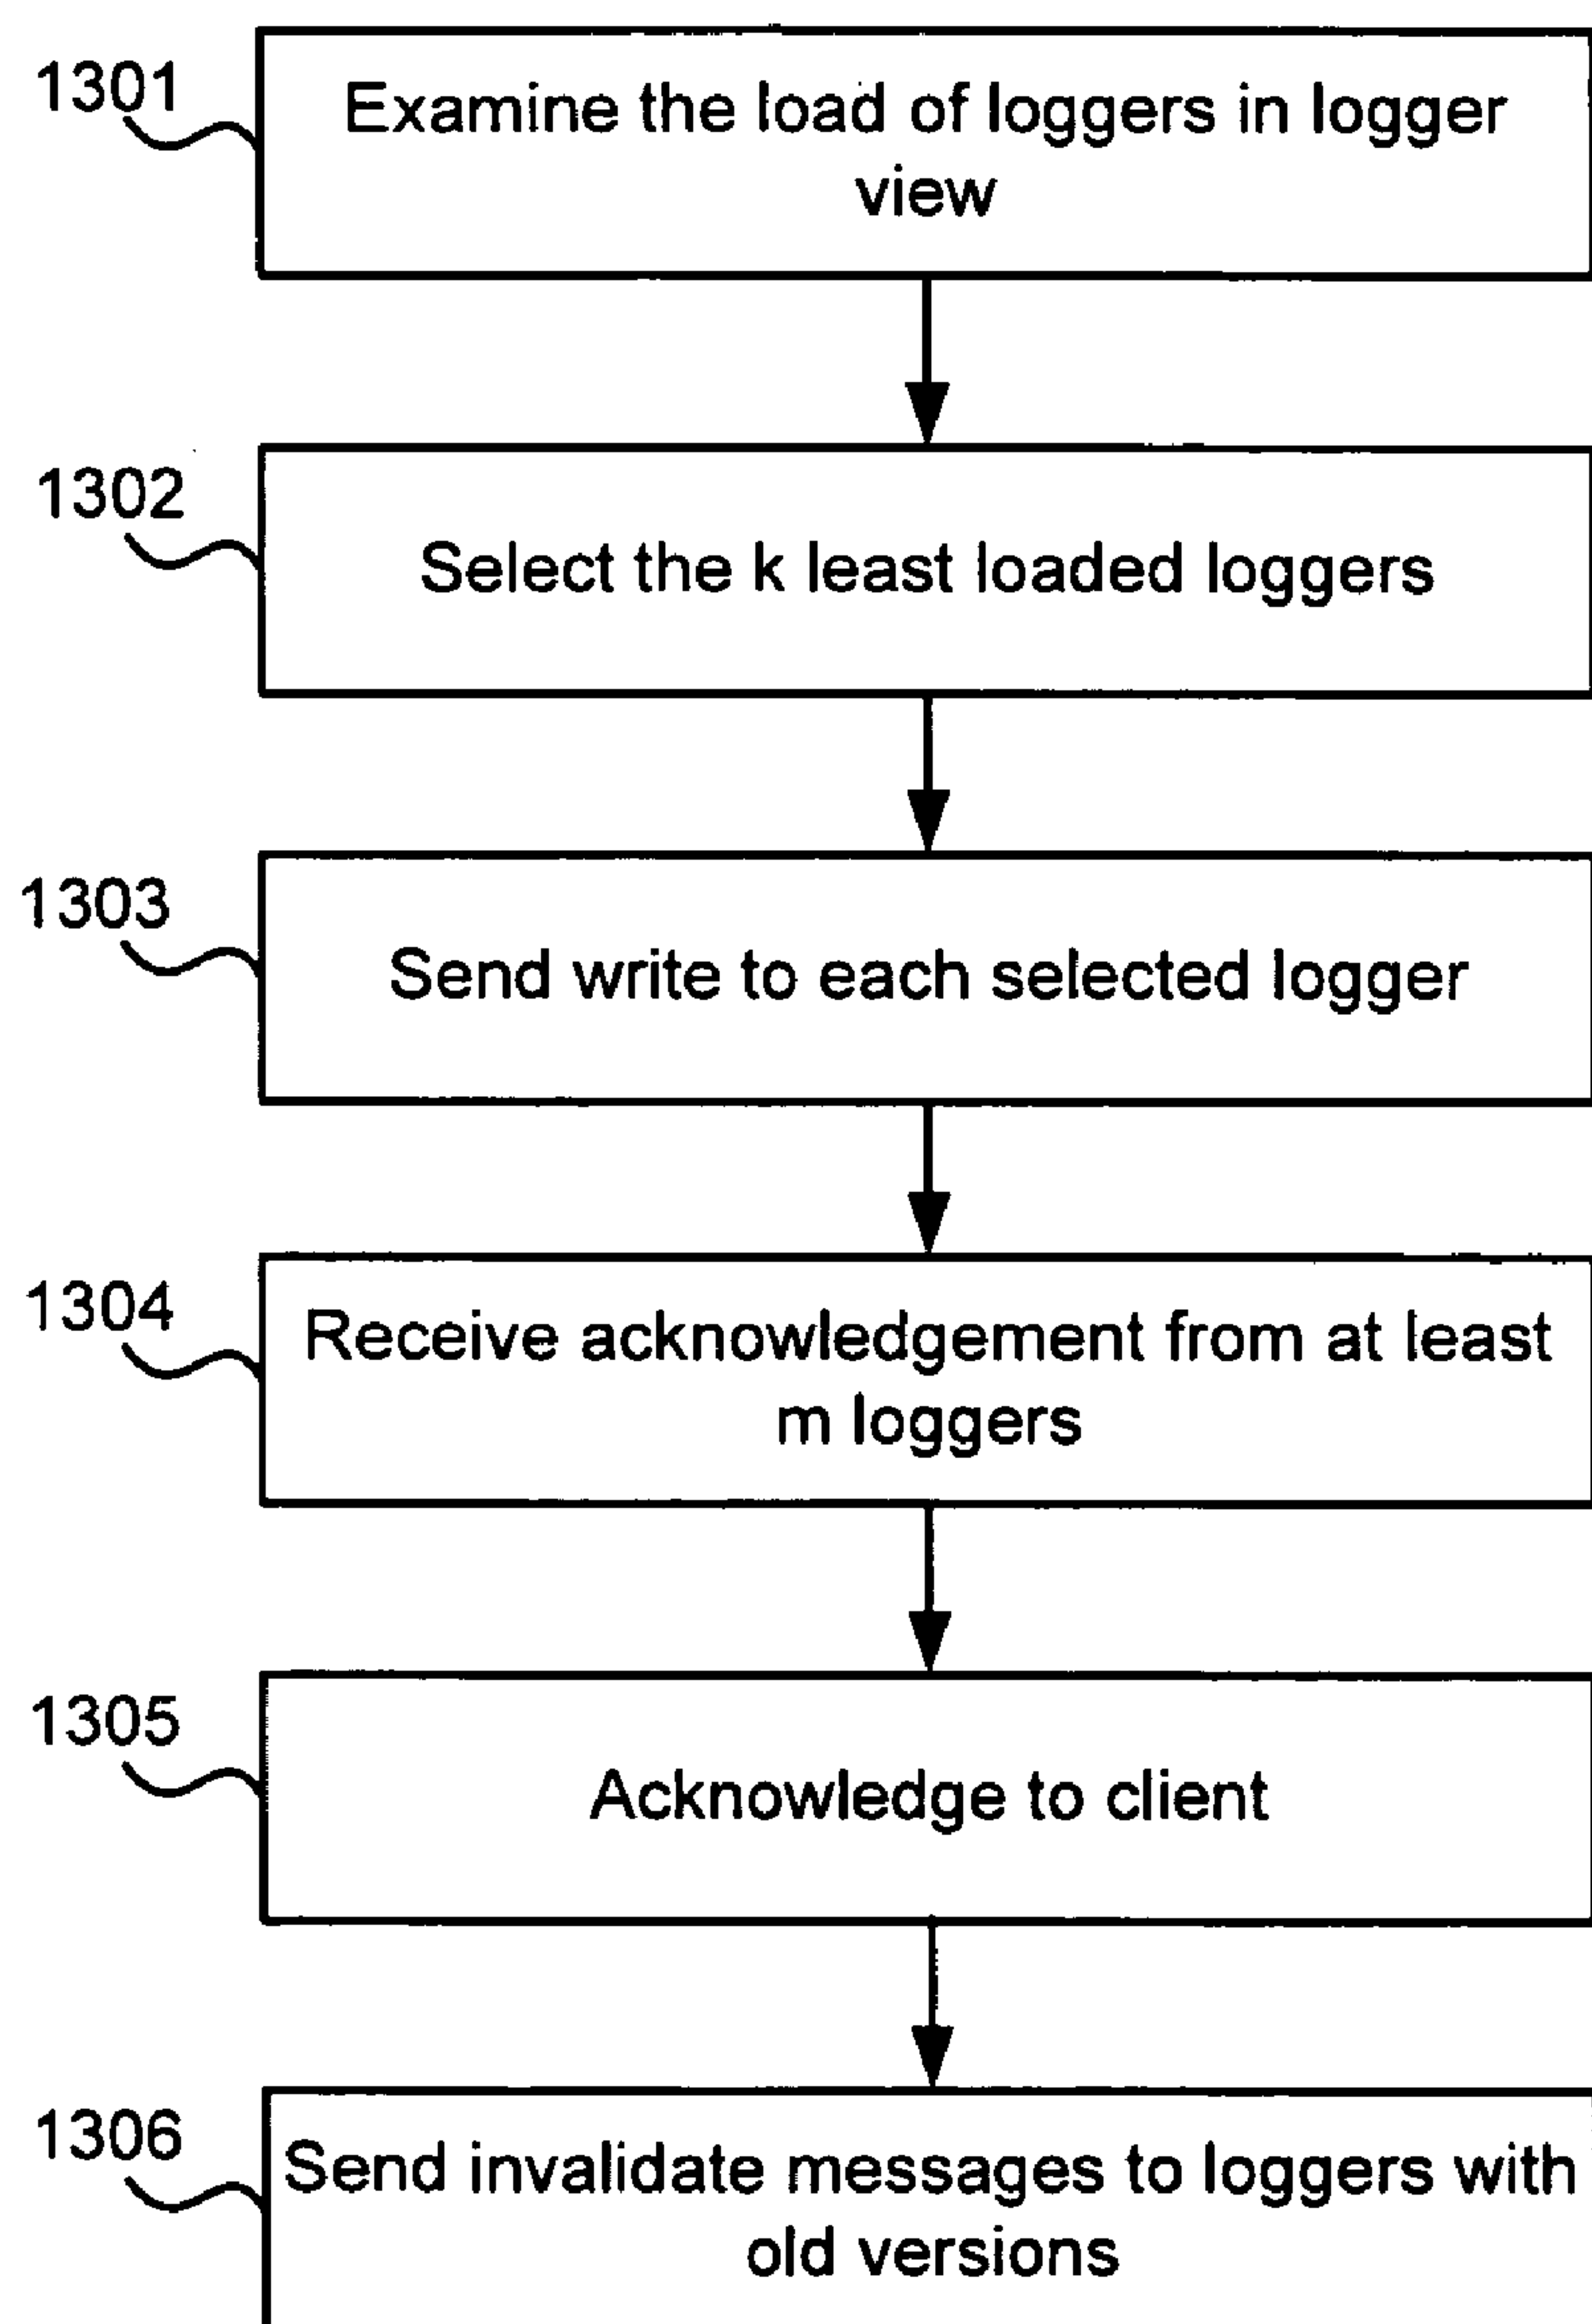 1301
Examine the load of loggers in logger
view
1302
Select the k least loaded loggers
1303
Send write to each selected logger
1304
Receive acknowledgement from at least
m loggers
1305
Acknowledge to client
1306
Send invalidate messages to loggers with
old versions